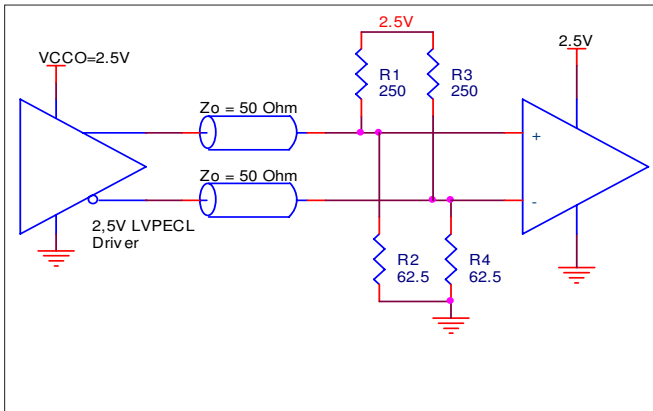 2.5V
VCCO=2.5V
2.5V
R1
250
R3
250
Zo = 50 Ohm
+
Zo = 50 Ohm
-
2,5V LVPECL
Driver
R2
62.5
R4
62.5